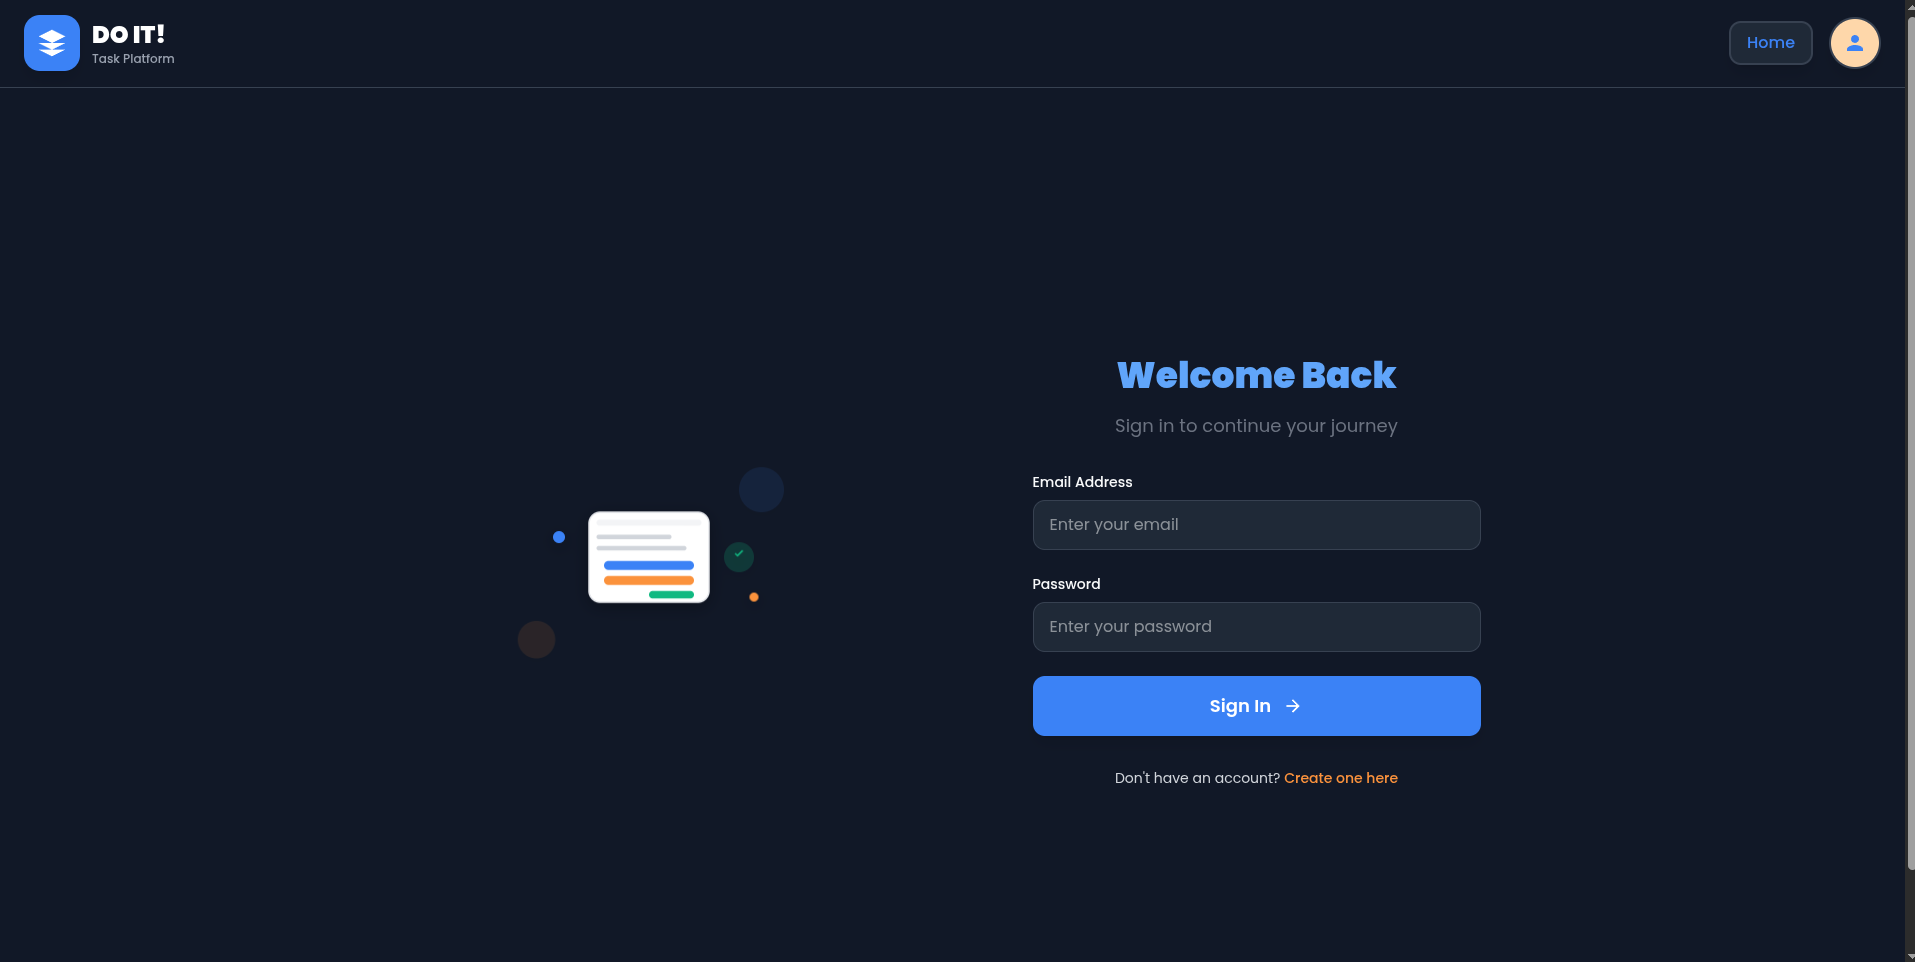 DO IT!
Task Platform
Home
Welcome Back
Sign in to continue your journey
Email Address
Enter your email
Password
Enter your password
Sign In
Don't have an account? Create one here